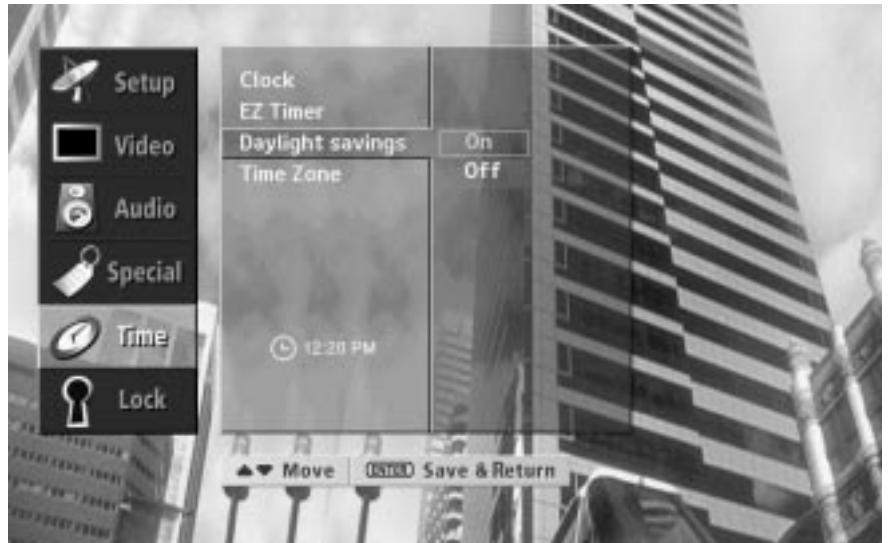 Setup
Video
Audio
Special
Time
Lock
Clock
EZ Timer
Daylight savings
Time Zone
On
Off
12:20 PM
▲▼ Move
ENTER Save & Return